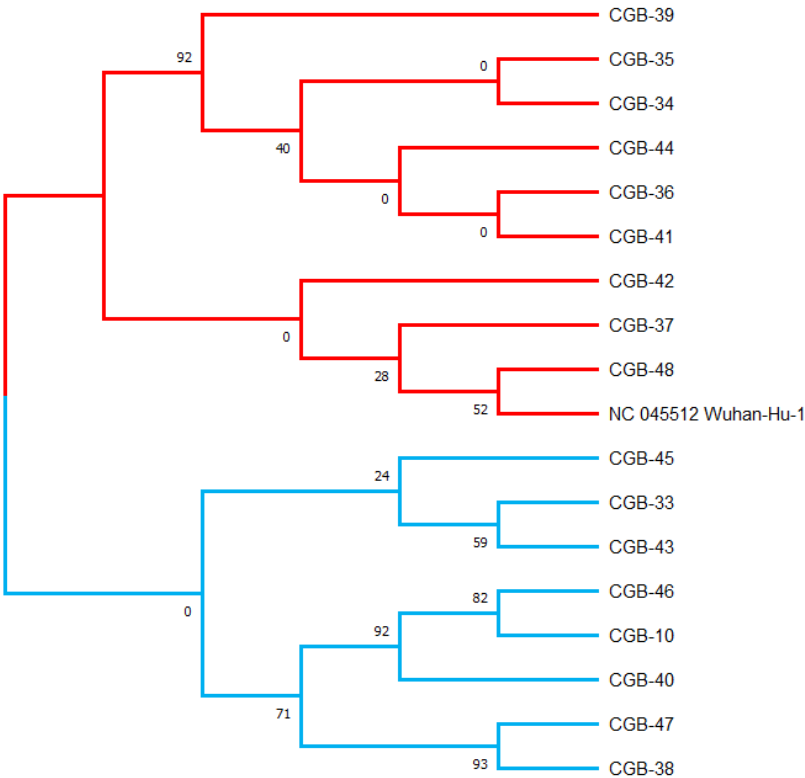 CGB-39
92
0
CGB-35
CGB-34
40
CGB-44
0
CGB-36
0
CGB-41
CGB-42
0
CGB-37
28
CGB-48
52
NC 045512 Wuhan-Hu-1
CGB-45
24
CGB-33
59
CGB-43
82
CGB-46
0
92
CGB-10
CGB-40
71
CGB-47
93
CGB-38